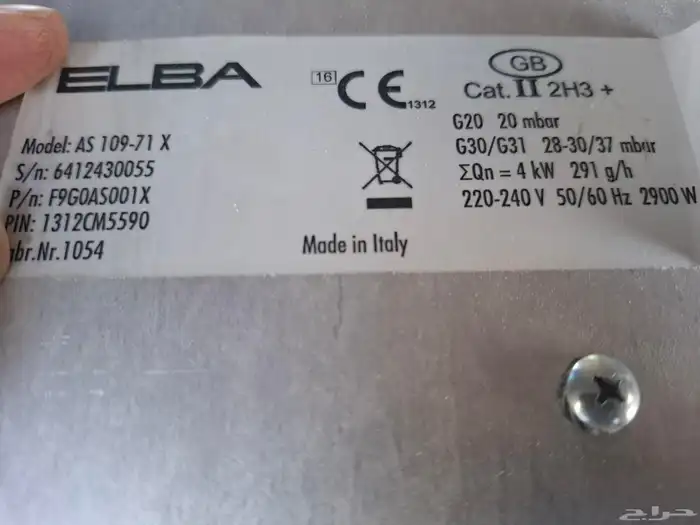 ELBA
Model: AS 109-71 X
S/n: 6412430055
P/n: F9G0AS001X
PIN: 1312CM5590
abr.Nr.1054
16
CE
1312
Made in Italy
GB
Cat. II 2H3 +
G20 20 mbar
G30/G31 28-30/37 mbar
ΣQn = 4 kW 291 g/h
220-240 V 50/60 Hz 2900 W
حراج